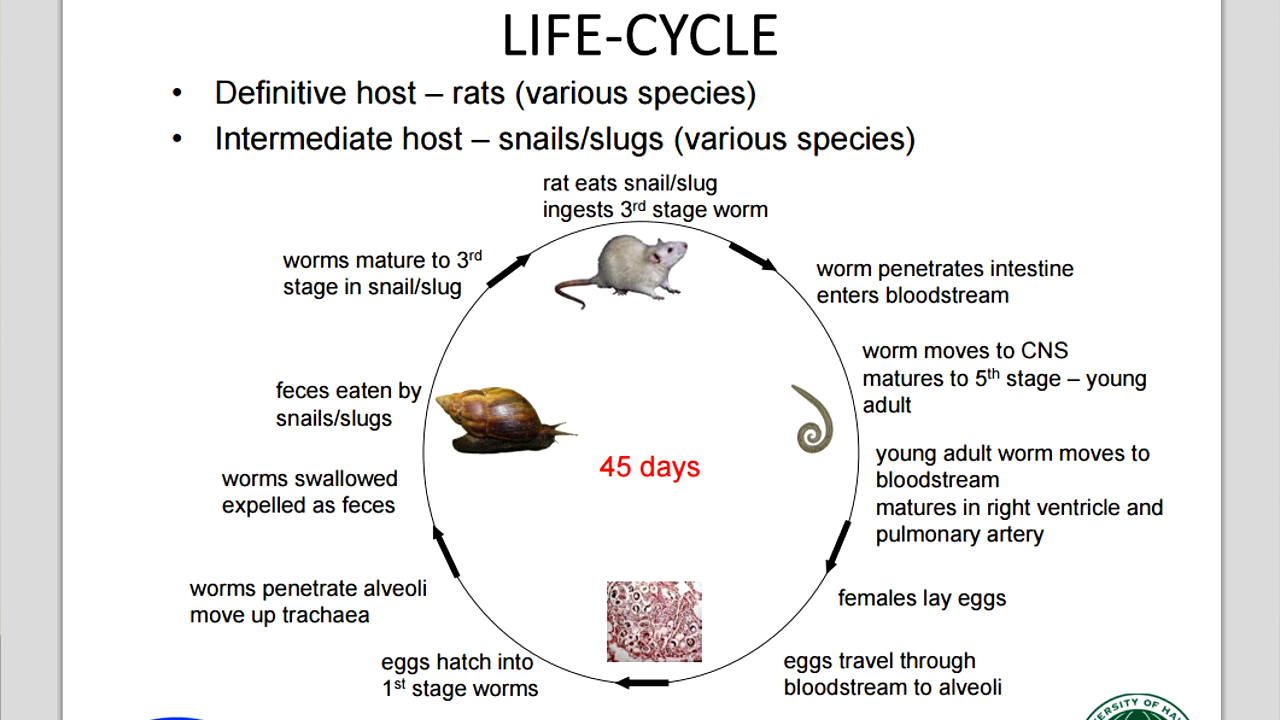 LIFE-CYCLE
• Definitive host – rats (various species)
• Intermediate host – snails/slugs (various species)
rat eats snail/slug
ingests 3rd stage worm
worm penetrates intestine
enters bloodstream
worm moves to CNS
matures to 5th stage – young
adult
young adult worm moves to
bloodstream
matures in right ventricle and
pulmonary artery
females lay eggs
eggs travel through
bloodstream to alveoli
eggs hatch into
1st stage worms
worms penetrate alveoli
move up trachaea
worms swallowed
expelled as feces
feces eaten by
snails/slugs
worms mature to 3rd
stage in snail/slug
45 days